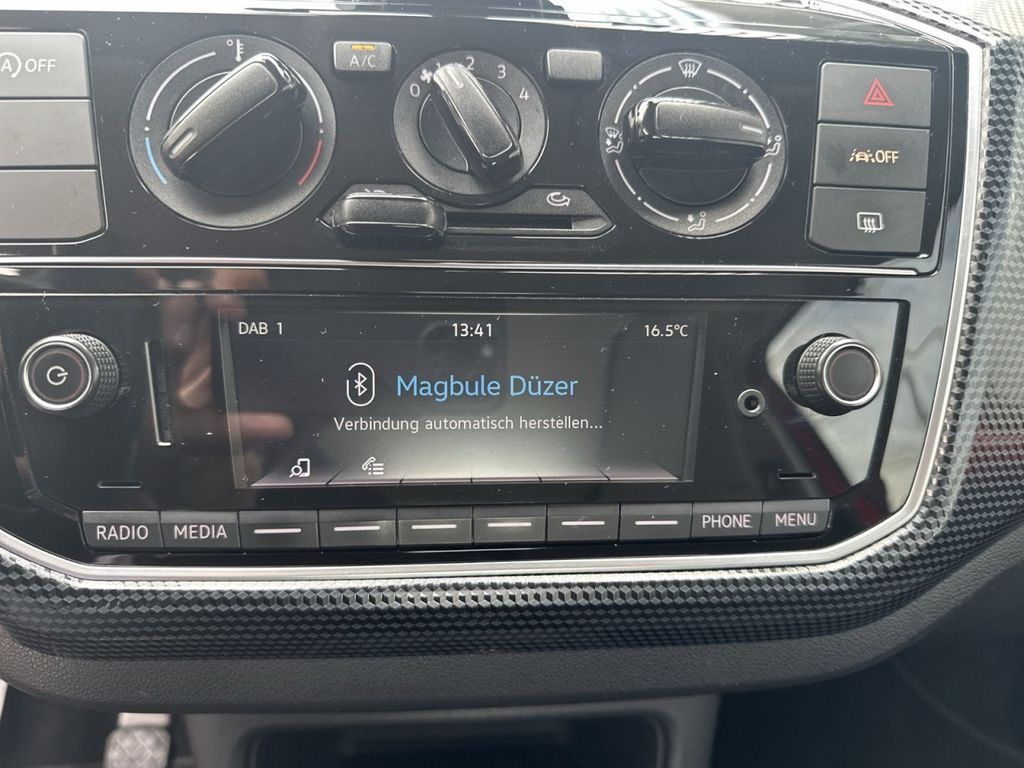 A OFF
A/C
0 1 2 3 4
OFF
DAB 1
13:41
16.5°C
Magbule Düzer
Verbindung automatisch herstellen...
RADIO
MEDIA
PHONE
MENU